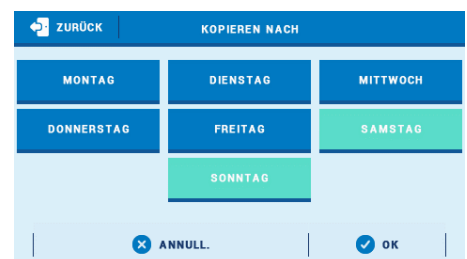 ZURÜCK KOPIEREN NACH
MONTAG DIENSTAG MITTWOCH
DONNERSTAG FREITAG SAMSTAG
SONNTAG
ANNULL. OK